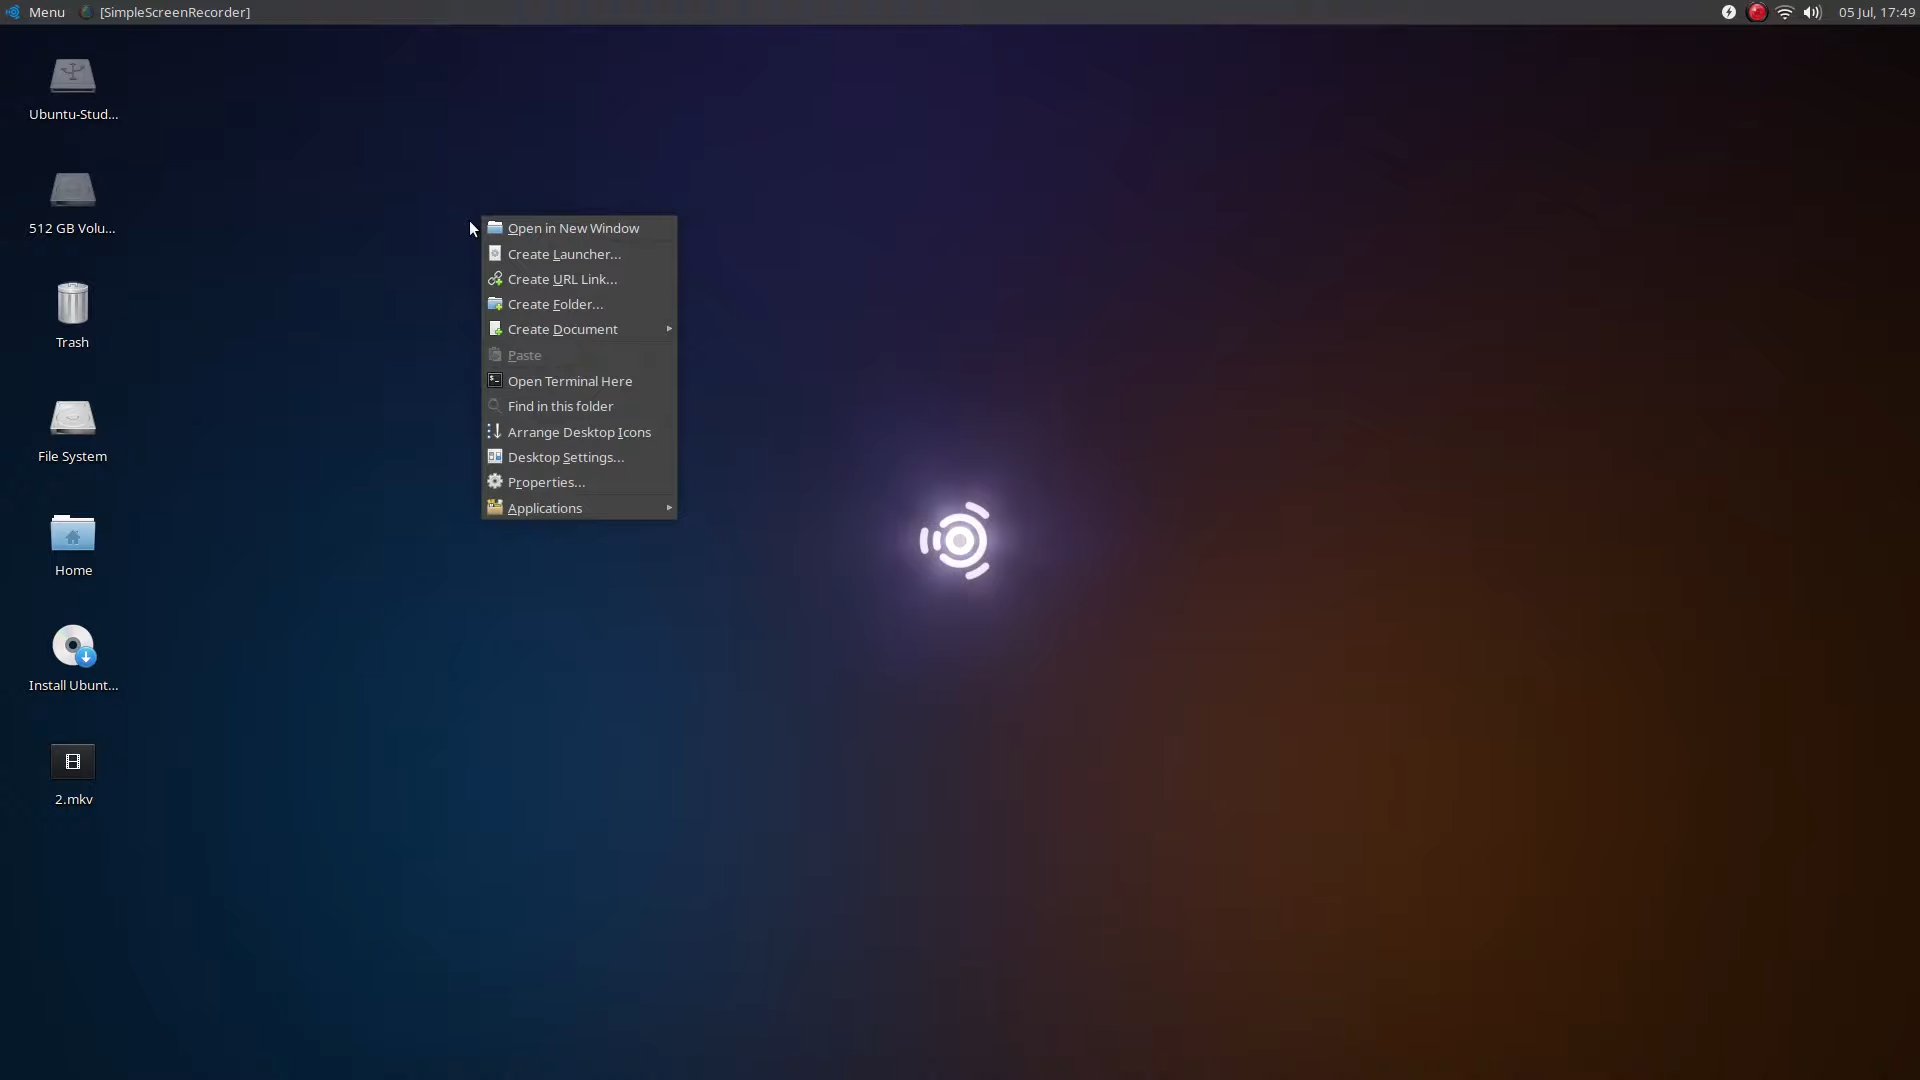 Menu
[SimpleScreenRecorder]
05 Jul, 17:49
Ubuntu-Stud...
512 GB Volu...
Trash
File System
Home
Install Ubunt...
2.mkv
Open in New Window
Create Launcher...
Create URL Link...
Create Folder...
Create Document
Paste
Open Terminal Here
Find in this folder
Arrange Desktop Icons
Desktop Settings...
Properties...
Applications